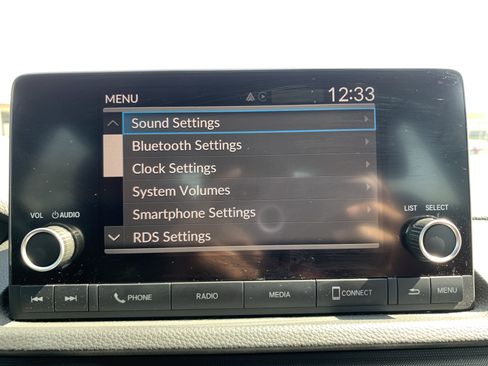 MENU 12:33
Sound Settings
Bluetooth Settings
Clock Settings
System Volumes
Smartphone Settings
RDS Settings
VOL AUDIO
LIST SELECT
PHONE RADIO MEDIA CONNECT MENU